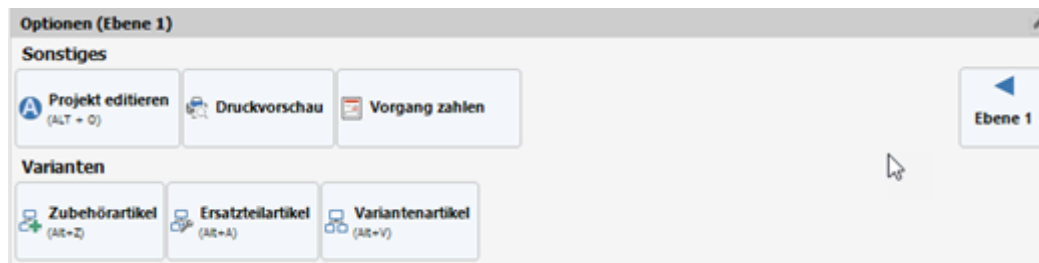 Optionen (Ebene 1)
Sonstiges
Projekt editieren
(ALT + O)
Druckvorschau
Vorgang zahlen
Ebene 1
Varianten
Zubehörartikel
(Alt+Z)
Ersatzteilartikel
(Alt+A)
Variantenartikel
(Alt+V)